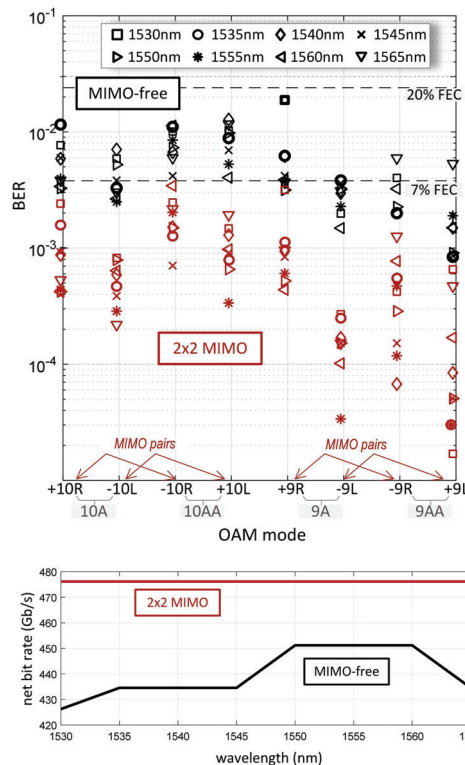 10⁻¹
1530nm 1535nm 1540nm 1545nm
1550nm 1555nm 1560nm 1565nm
MIMO-free
20% FEC
10⁻²
7% FEC
BER
10⁻³
2x2 MIMO
10⁻⁴
MIMO pairs MIMO pairs
+10R -10L -10R +10L +9R -9L -9R +9L
10A 10AA 9A 9AA
OAM mode
480
470
460
450
440
430
420
net bit rate (Gb/s)
2x2 MIMO
MIMO-free
1530 1535 1540 1545 1550 1555 1560
wavelength (nm)